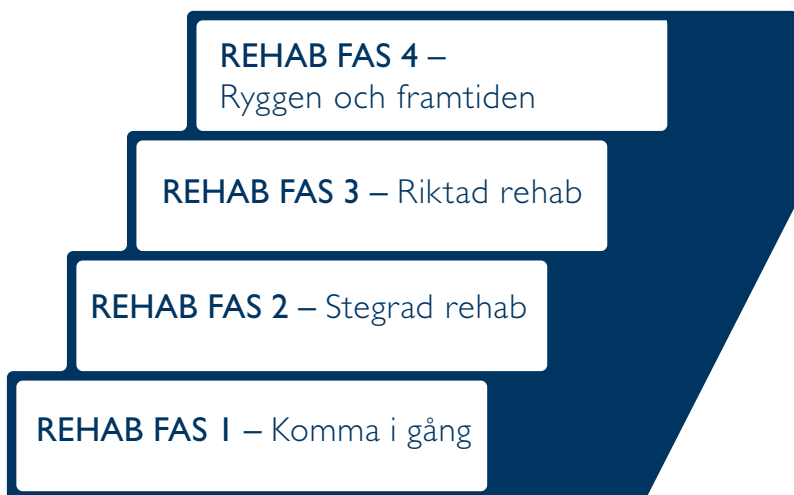 REHAB FAS 4 –
Ryggen och framtiden
REHAB FAS 3 – Riktad rehab
REHAB FAS 2 – Stegrad rehab
REHAB FAS 1 – Komma i gång